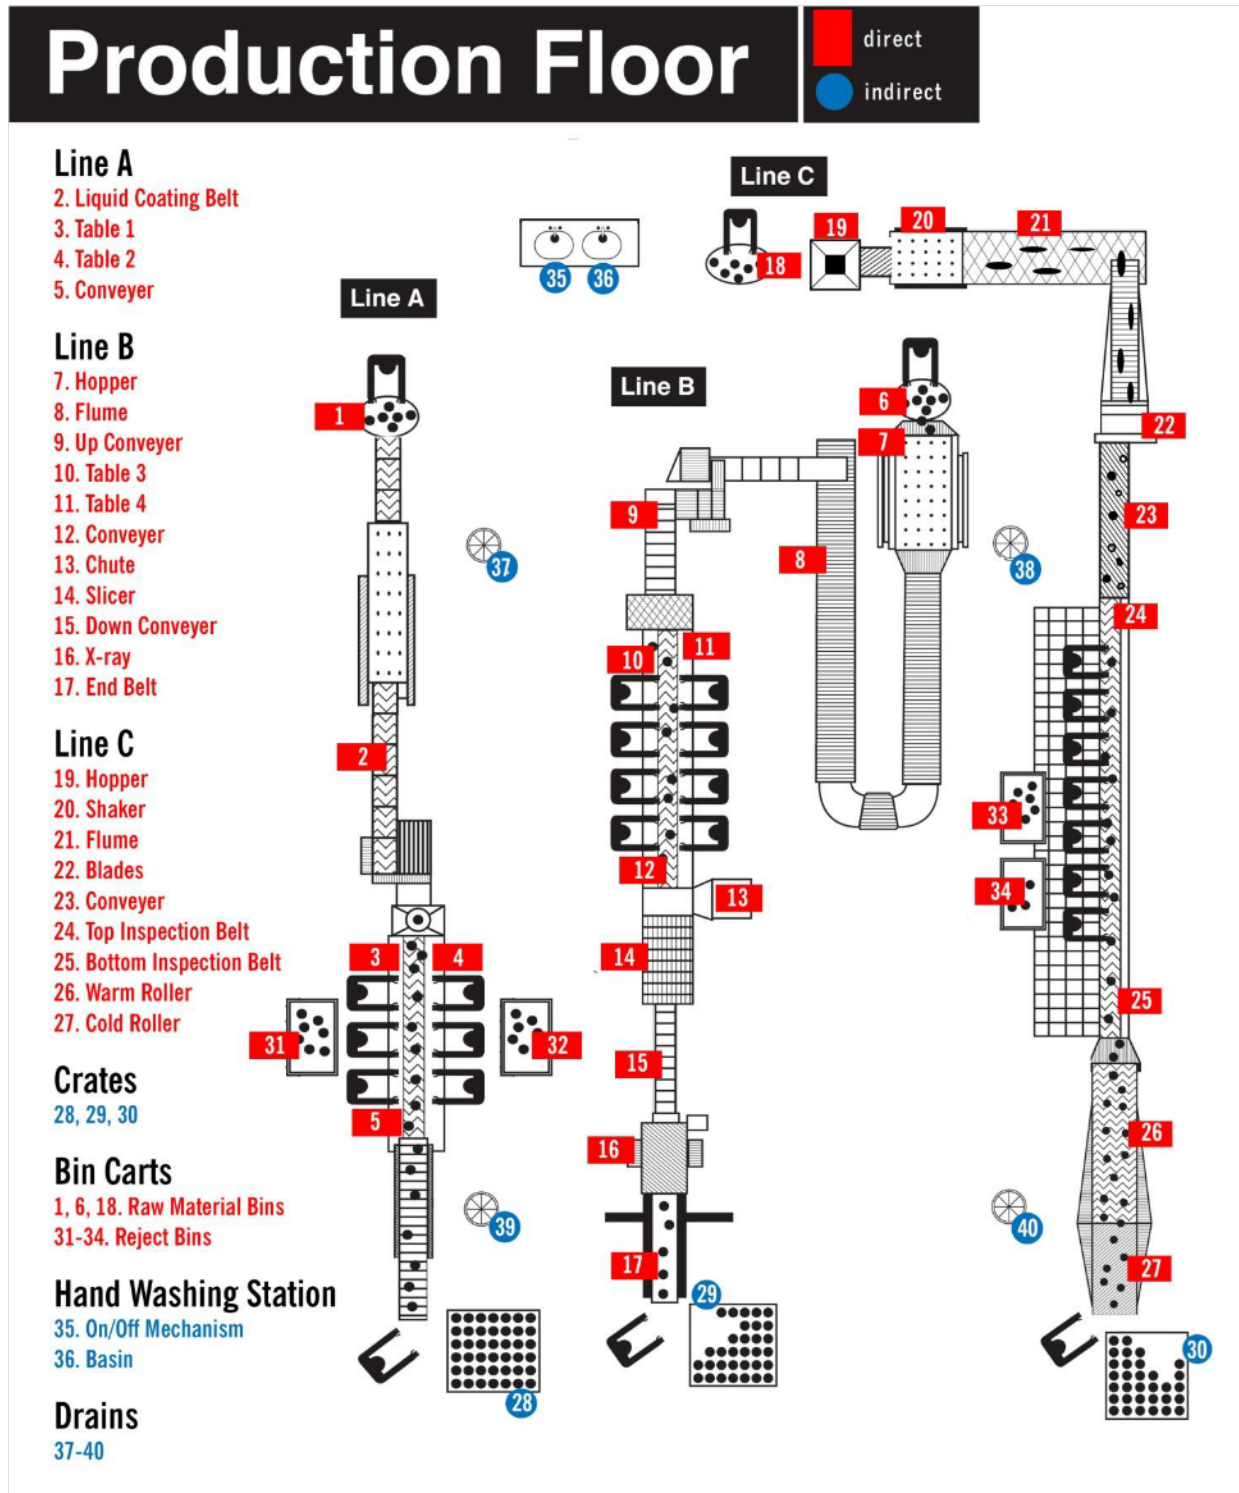 Production Floor
direct
indirect
Line A
2. Liquid Coating Belt
3. Table 1
4. Table 2
5. Conveyer
Line B
7. Hopper
8. Flume
9. Up Conveyer
10. Table 3
11. Table 4
12. Conveyer
13. Chute
14. Slicer
15. Down Conveyer
16. X-ray
17. End Belt
Line C
19. Hopper
20. Shaker
21. Flume
22. Blades
23. Conveyer
24. Top Inspection Belt
25. Bottom Inspection Belt
26. Warm Roller
27. Cold Roller
Crates
28, 29, 30
Bin Carts
1, 6, 18. Raw Material Bins
31-34. Reject Bins
Hand Washing Station
35. On/Off Mechanism
36. Basin
Drains
37-40
Line A
1
2
3
4
5
31
32
37
39
28
35
36
Line B
6
7
8
9
10
11
12
13
14
15
16
17
29
Line C
18
19
20
21
22
23
24
25
26
27
33
34
38
40
30